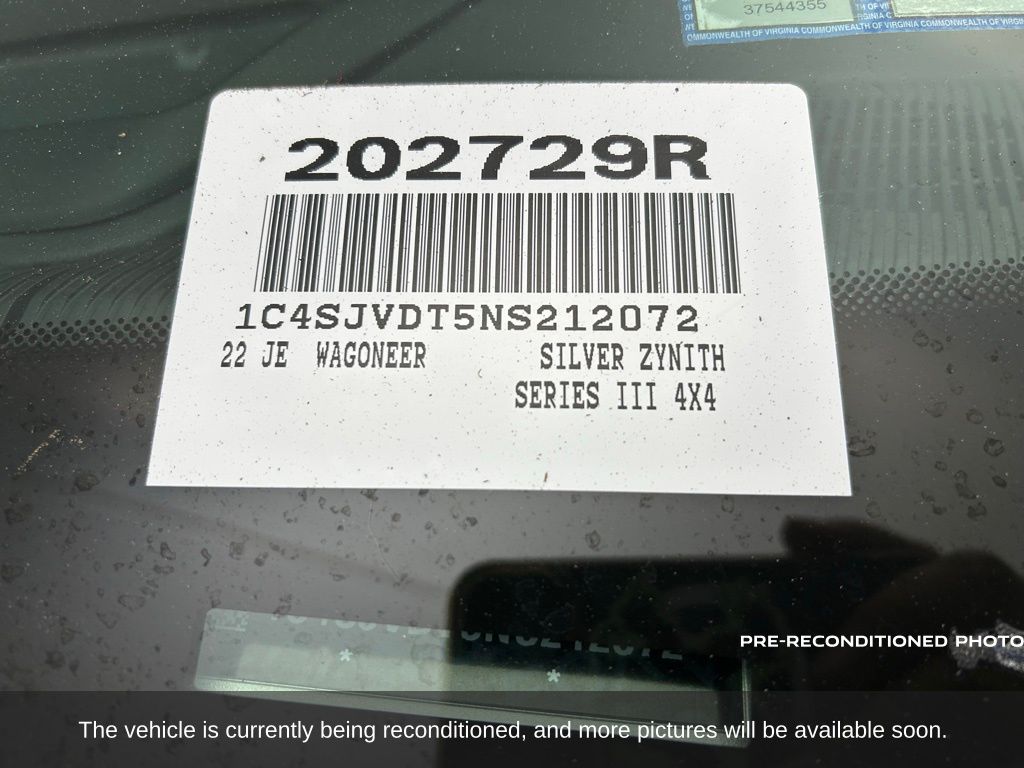 37544355
COMMONWEALTH OF VIRGINIA COMMONWEALTH OF VIRGINIA
202729R
1C4SJVDT5NS212072
22 JE WAGONEER SILVER ZYNITH
SERIES III 4X4
PRE-RECONDITIONED PHOTO
The vehicle is currently being reconditioned, and more pictures will be available soon.